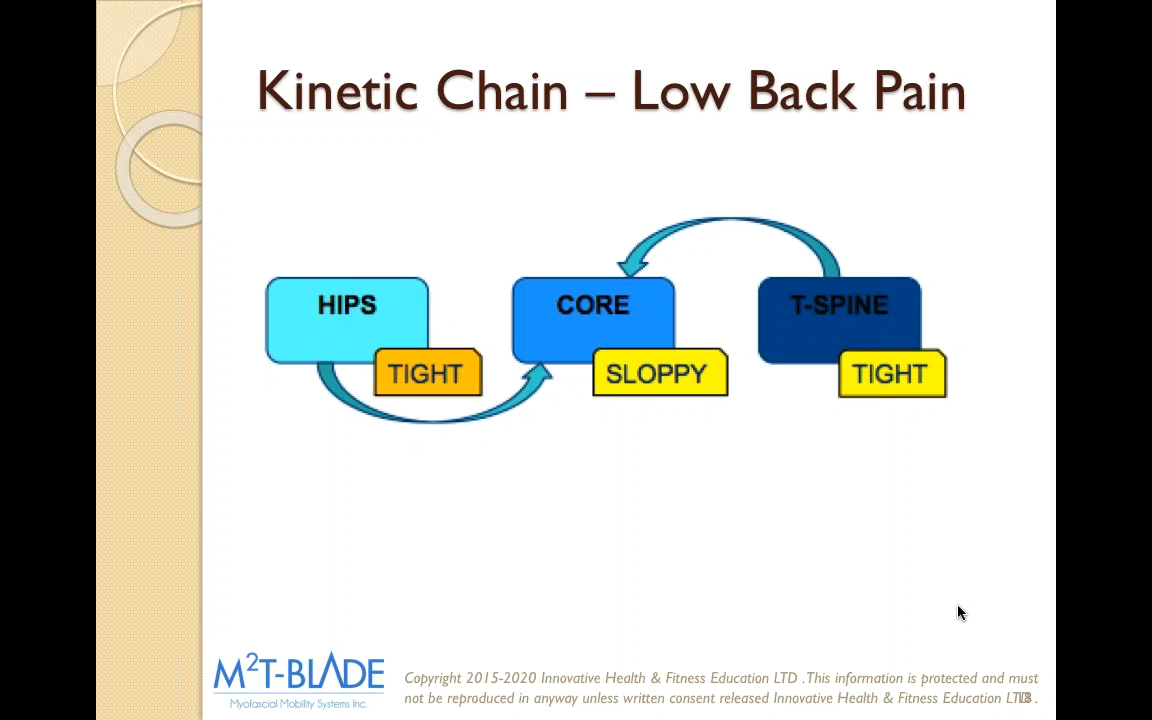 Kinetic Chain – Low Back Pain
HIPS
CORE
T-SPINE
TIGHT
SLOPPY
TIGHT
M²T-BLADE
Myofascial Mobility Systems Inc.
Copyright 2015-2020 Innovative Health & Fitness Education LTD .This information is protected and must
not be reproduced in anyway unless written consent released Innovative Health & Fitness Education LTD .